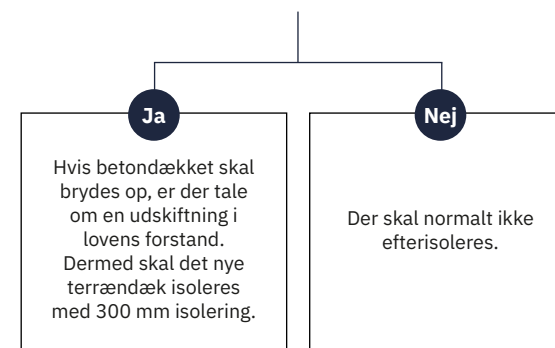 Ja
Hvis betondækket skal
brydes op, er der tale
om en udskiftning i
lovens forstand.
Dermed skal det nye
terrændæk isoleres
med 300 mm isolering.
Nej
Der skal normalt ikke
efterisoleres.